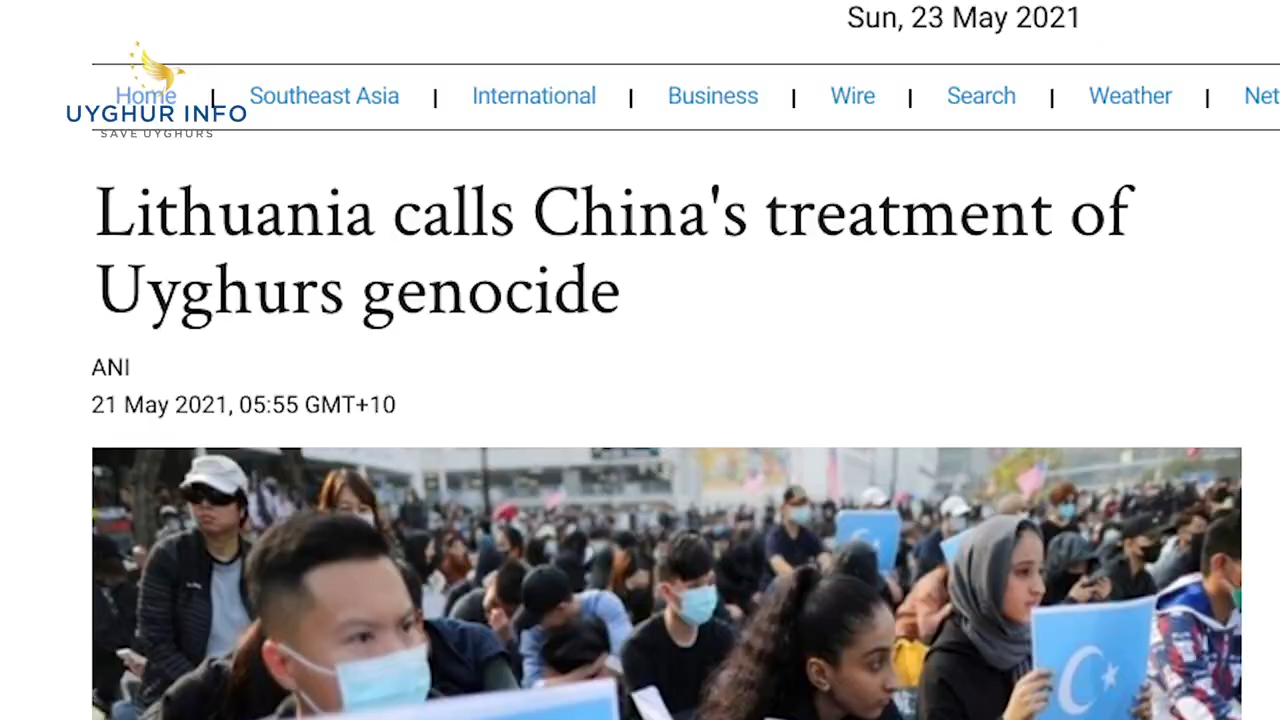 Sun, 23 May 2021
Home | Southeast Asia | International | Business | Wire | Search | Weather | Net
UYGHUR INFO
SAVE UYGHURS
Lithuania calls China's treatment of
Uyghurs genocide
ANI
21 May 2021, 05:55 GMT+10